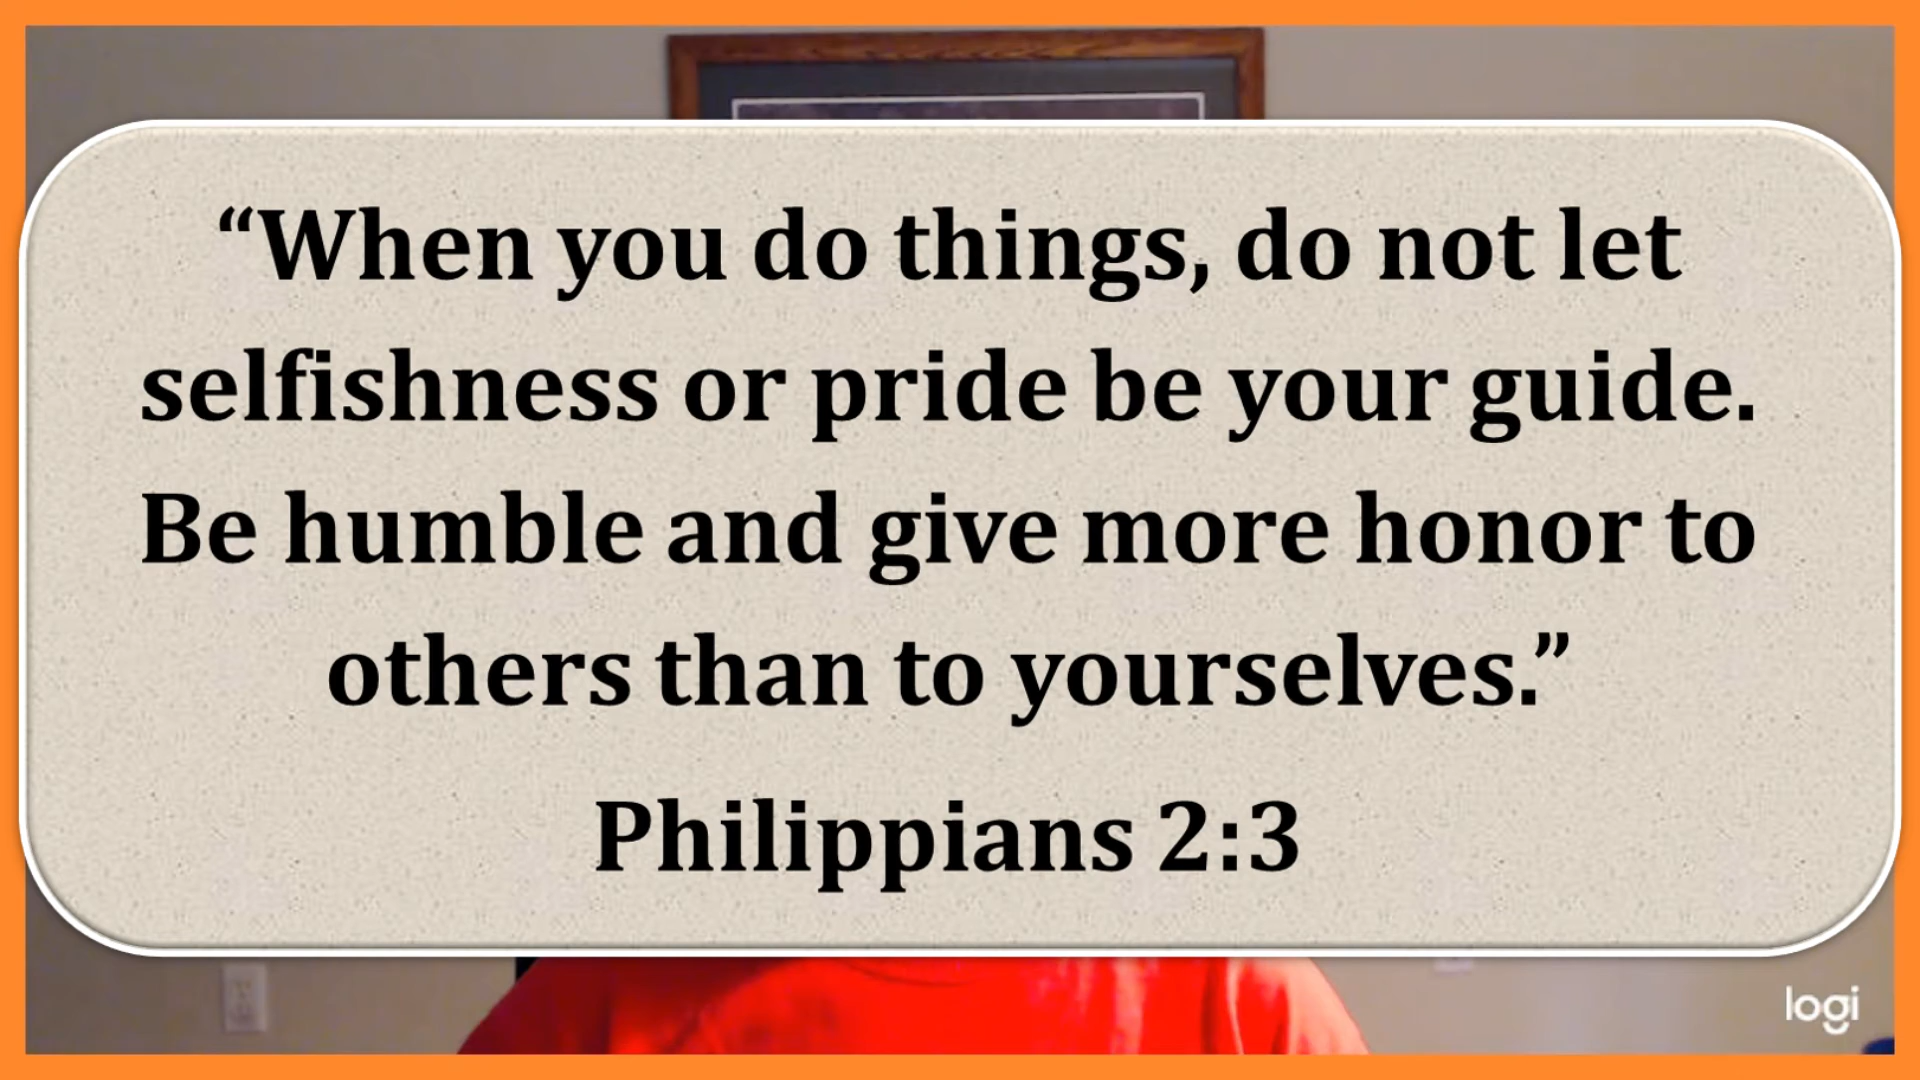 “When you do things, do not let
selfishness or pride be your guide.
Be humble and give more honor to
others than to yourselves.”
Philippians 2:3
logi